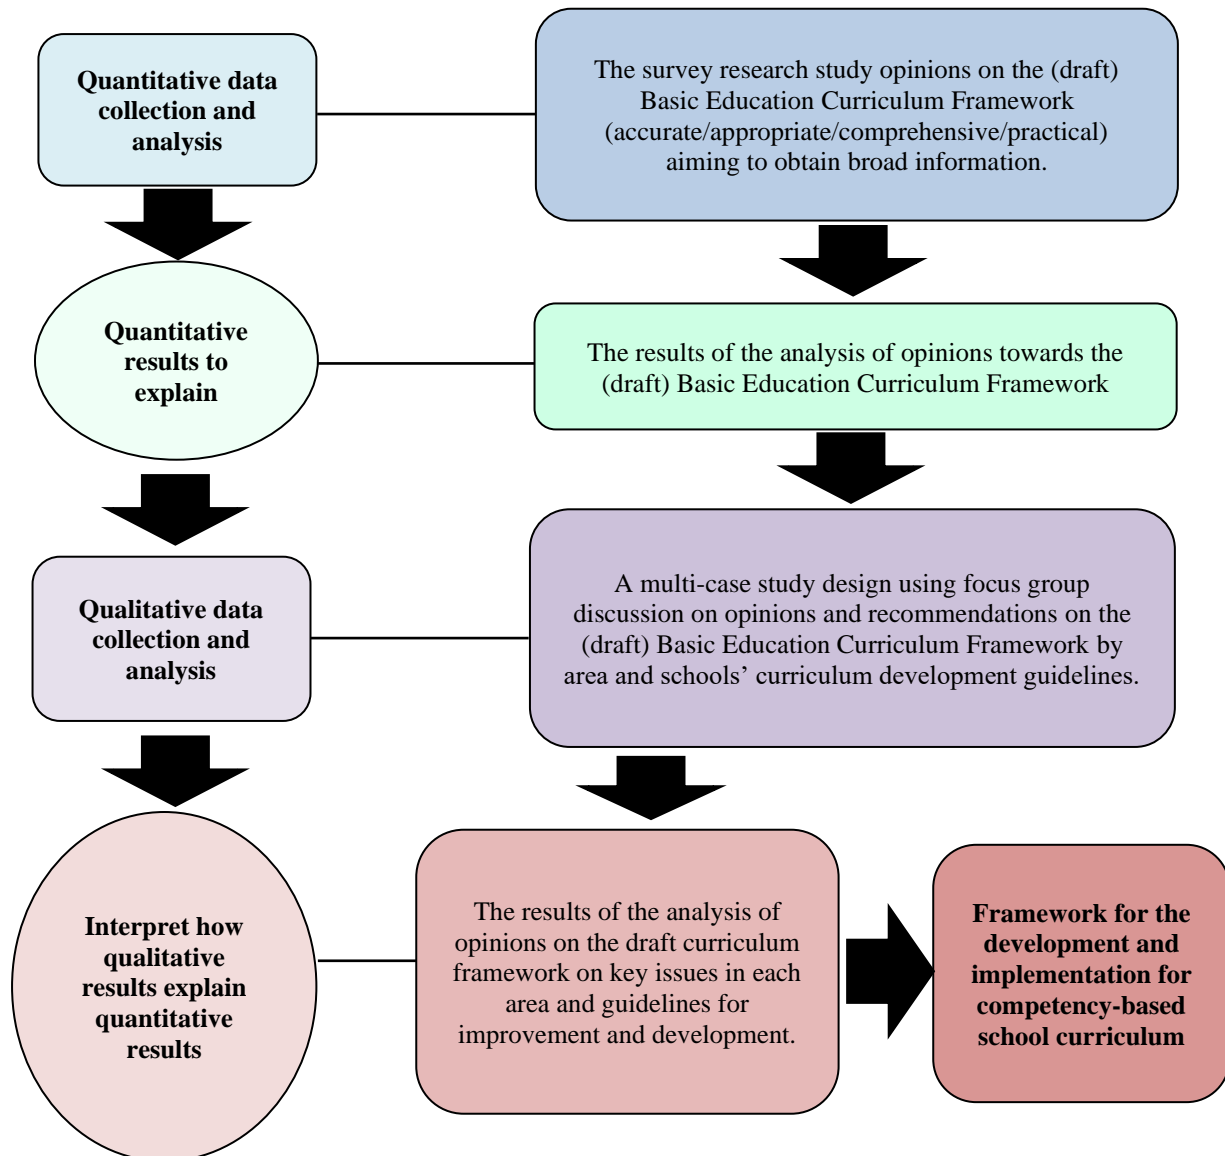 Quantitative data
collection and
analysis
The survey research study opinions on the (draft)
Basic Education Curriculum Framework
(accurate/appropriate/comprehensive/practical)
aiming to obtain broad information.
Quantitative
results to
explain
The results of the analysis of opinions towards the
(draft) Basic Education Curriculum Framework
Qualitative data
collection and
analysis
A multi-case study design using focus group
discussion on opinions and recommendations on the
(draft) Basic Education Curriculum Framework by
area and schools’ curriculum development guidelines.
Interpret how
qualitative
results explain
quantitative
results
The results of the analysis of
opinions on the draft curriculum
framework on key issues in each
area and guidelines for
improvement and development.
Framework for the
development and
implementation for
competency-based
school curriculum